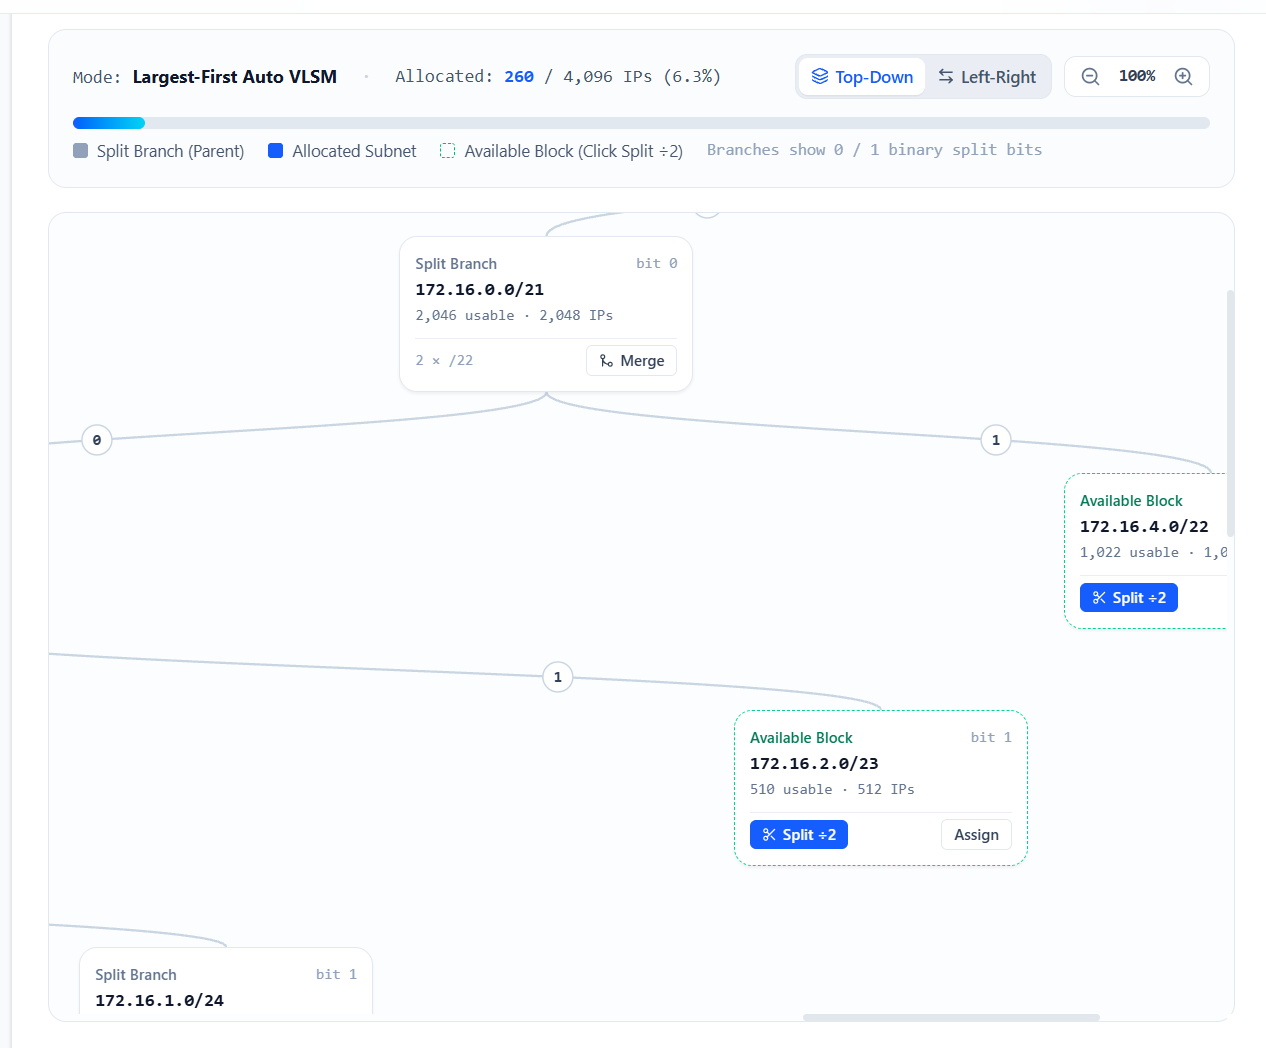 Mode: Largest-First Auto VLSM · Allocated: 260 / 4,096 IPs (6.3%)
Top-Down
Left-Right
100%
Split Branch (Parent)
Allocated Subnet
Available Block (Click Split ÷2)
Branches show 0 / 1 binary split bits
Split Branch
bit 0
172.16.0.0/21
2,046 usable · 2,048 IPs
2 × /22
Merge
0
1
Available Block
172.16.4.0/22
1,022 usable · 1,0
Split ÷2
1
Available Block
bit 1
172.16.2.0/23
510 usable · 512 IPs
Split ÷2
Assign
Split Branch
bit 1
172.16.1.0/24